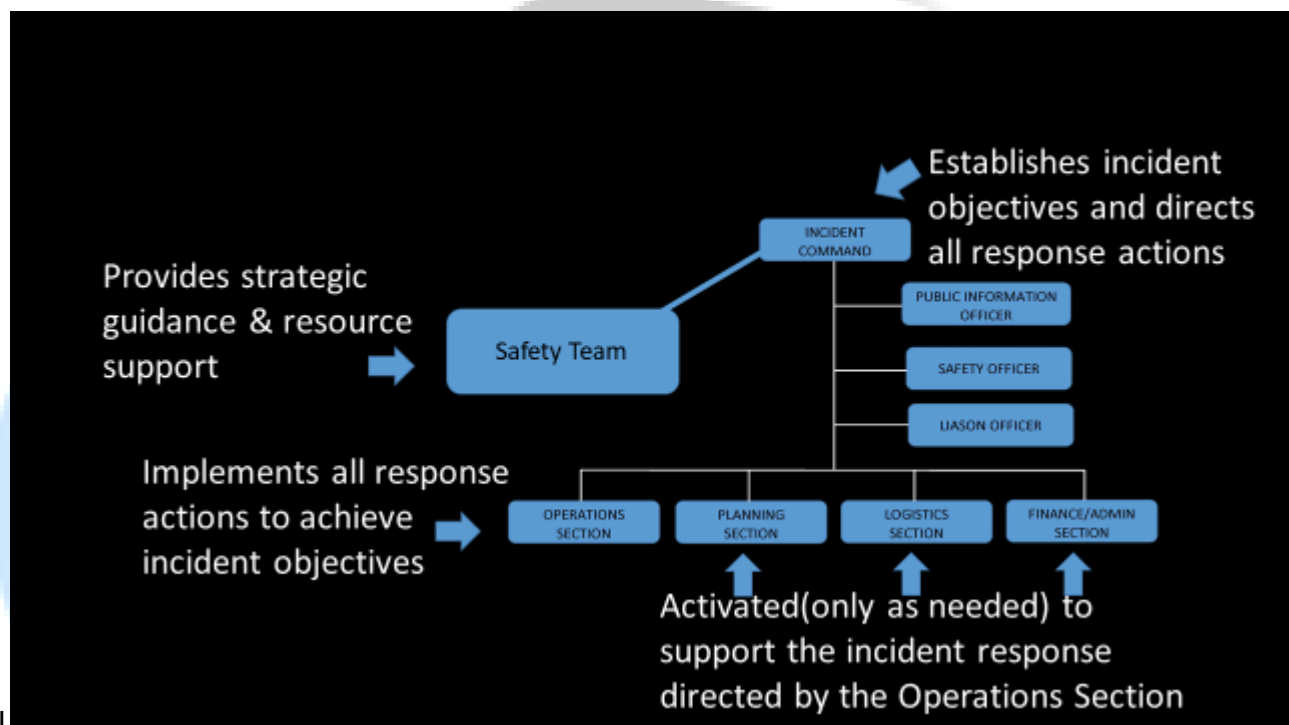 Establishes incident
objectives and directs
all response actions
INCIDENT
COMMAND
Provides strategic
guidance & resource
support
Safety Team
PUBLIC INFORMATION
OFFICER
SAFETY OFFICER
LIASON OFFICER
Implements all response
actions to achieve
incident objectives
OPERATIONS
SECTION
PLANNING
SECTION
LOGISTICS
SECTION
FINANCE/ADMIN
SECTION
Activated(only as needed) to
support the incident response
directed by the Operations Section